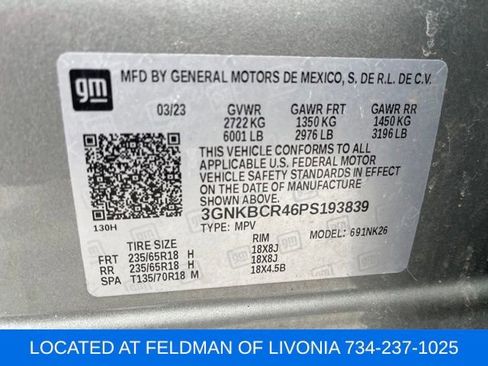 gm
MFD BY GENERAL MOTORS DE MEXICO, S. DE R.L. DE C.V.
03/23 GVWR GAWR FRT GAWR RR
2722 KG 1350 KG 1450 KG
6001 LB 2976 LB 3196 LB
THIS VEHICLE CONFORMS TO ALL
APPLICABLE U.S. FEDERAL MOTOR
VEHICLE SAFETY STANDARDS IN EFFECT
ON THE DATE OF MANUFACTURE
SHOWN ABOVE.
3GNKBCR46PS193839
130H TYPE: MPV MODEL: 691NK26
TIRE SIZE RIM
FRT 235/65R18 H 18X8J
RR 235/65R18 H 18X8J
SPA T135/70R18 M 18X4.5B
LOCATED AT FELDMAN OF LIVONIA 734-237-1025